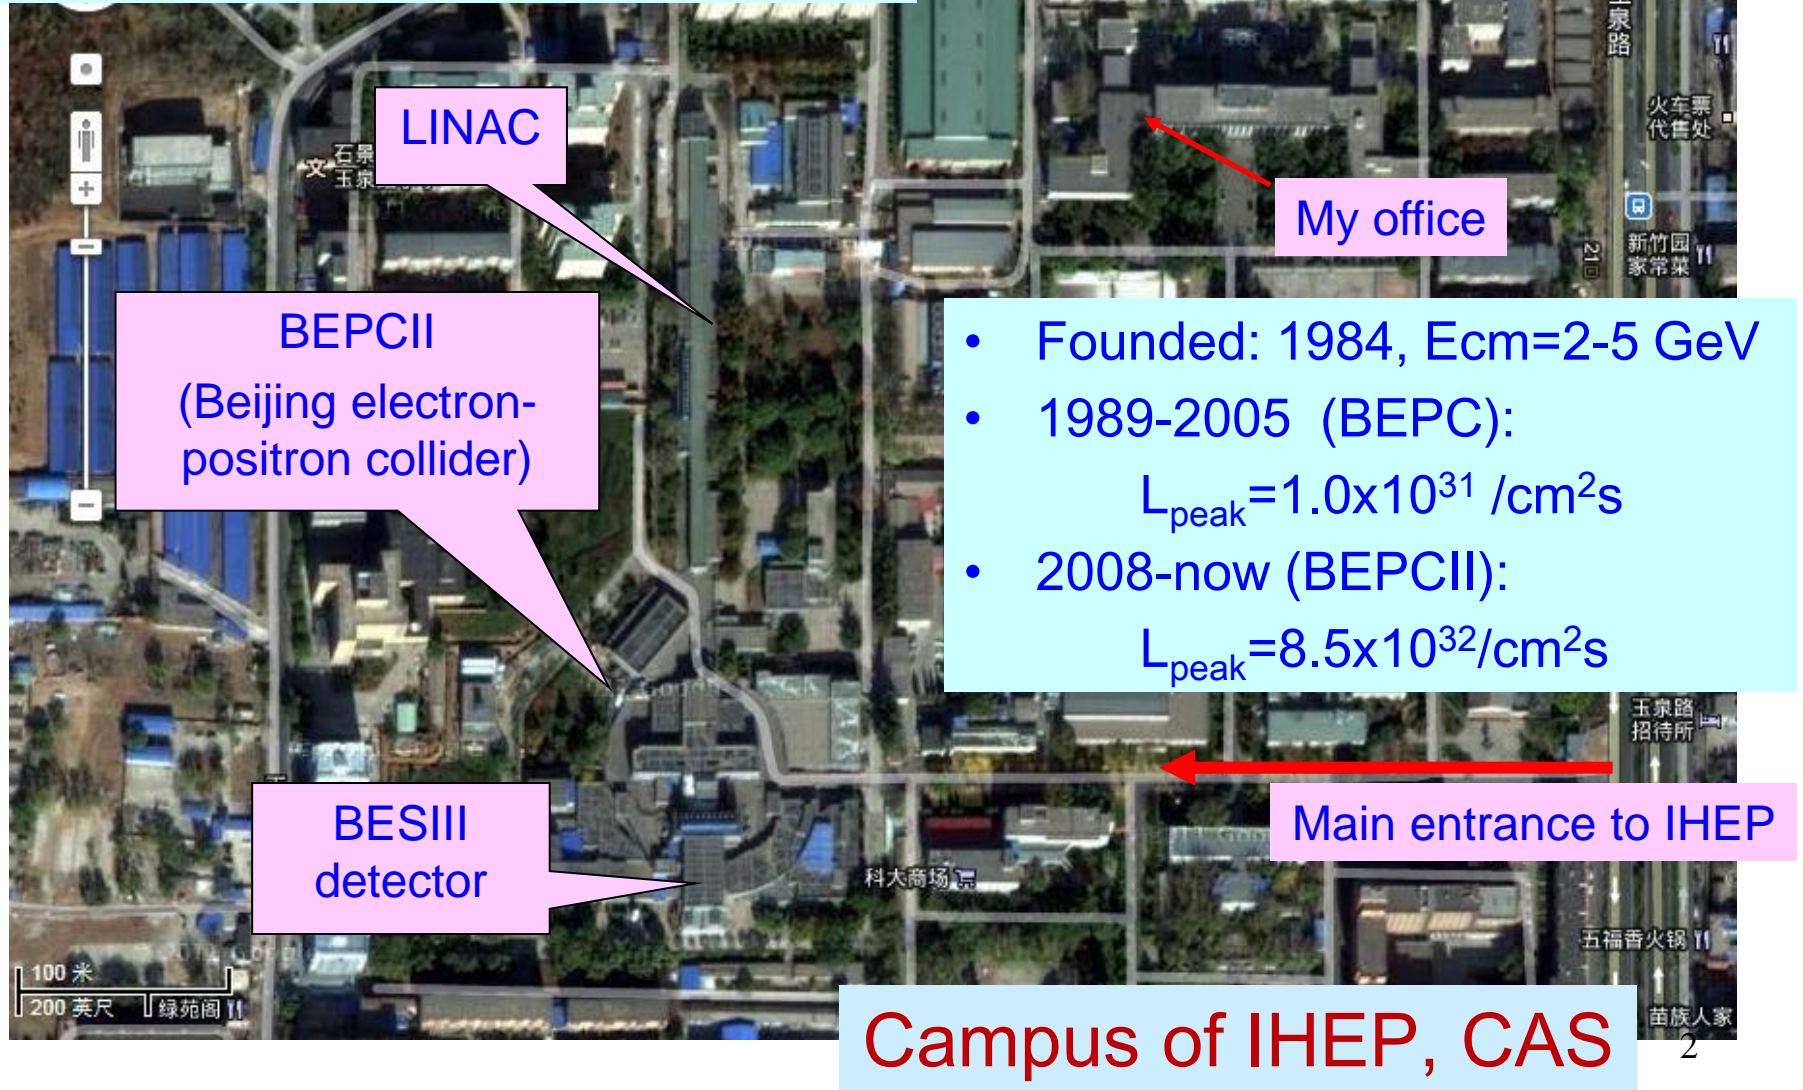 玉泉路
火车票
代售处
LINAC
石景
玉泉
My office
新竹园
家常菜
BEPCII
(Beijing electron-
positron collider)
• Founded: 1984, Ecm=2-5 GeV
• 1989-2005 (BEPC):
Lpeak=1.0x10³¹ /cm²s
• 2008-now (BEPCII):
Lpeak=8.5x10³²/cm²s
玉泉路
招待所
Main entrance to IHEP
BESIII
detector
科大商场
五福香火锅
100 米
200 英尺
绿苑阁
苗族人家
Campus of IHEP, CAS
2